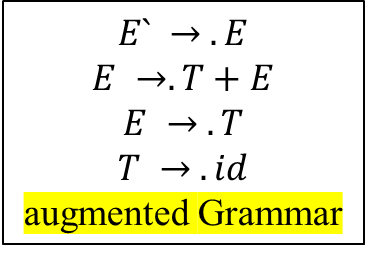 E` → . E
E → . T + E
E → . T
T → . id
augmented Grammar